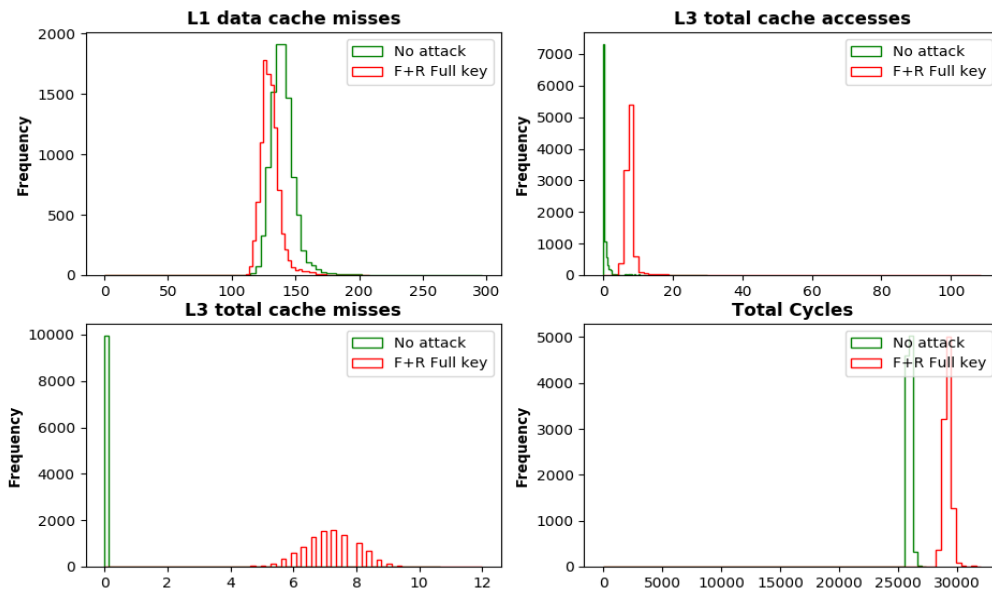 L1 data cache misses
Frequency
2000
1500
1000
500
0
0 50 100 150 200 250 300
No attack
F+R Full key
L3 total cache accesses
Frequency
7000
6000
5000
4000
3000
2000
1000
0
0 20 40 60 80 100
No attack
F+R Full key
L3 total cache misses
Frequency
10000
8000
6000
4000
2000
0
0 2 4 6 8 10 12
No attack
F+R Full key
Total Cycles
Frequency
5000
4000
3000
2000
1000
0
0 5000 10000 15000 20000 25000 30000
No attack
F+R Full key